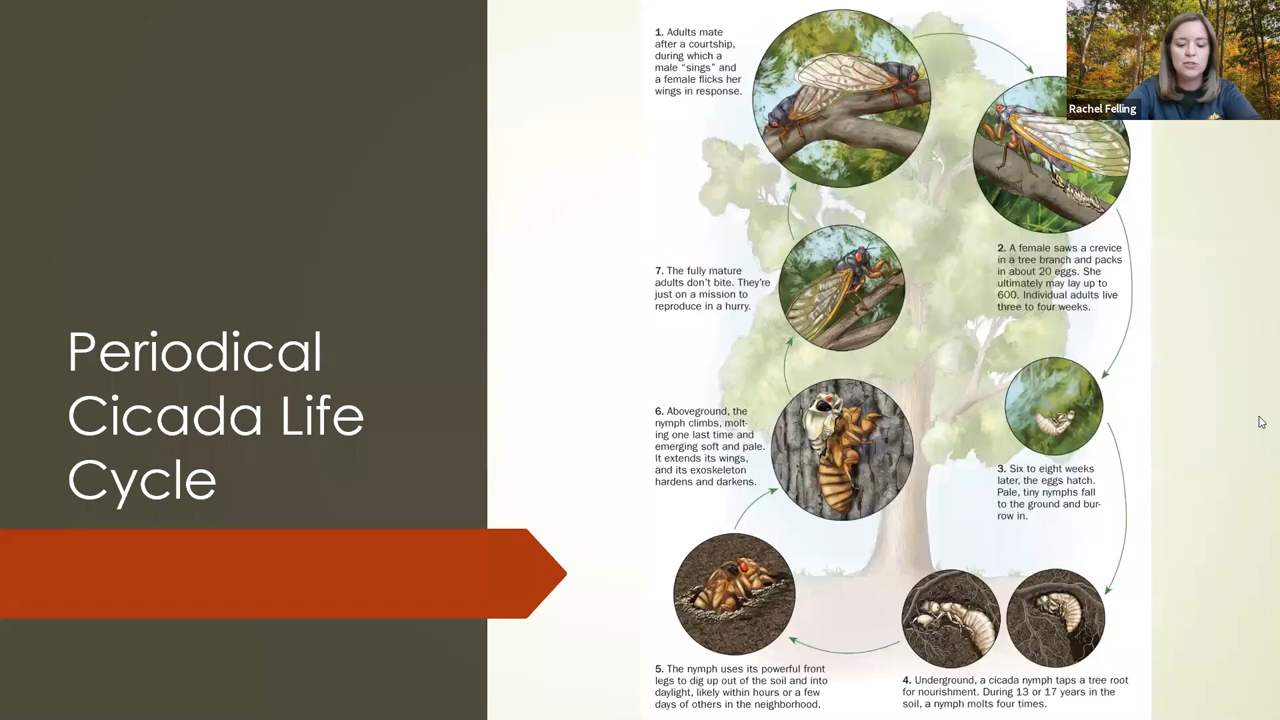 Periodical
Cicada Life
Cycle
1. Adults mate
after a courtship,
during which a
male “sings” and
a female flicks her
wings in response.
Rachel Felling
2. A female saws a crevice
in a tree branch and packs
in about 20 eggs. She
ultimately may lay up to
600. Individual adults live
three to four weeks.
3. Six to eight weeks
later, the eggs hatch.
Pale, tiny nymphs fall
to the ground and bur-
row in.
4. Underground, a cicada nymph taps a tree root
for nourishment. During 13 or 17 years in the
soil, a nymph molts four times.
5. The nymph uses its powerful front
legs to dig up out of the soil and into
daylight, likely within hours or a few
days of others in the neighborhood.
6. Aboveground, the
nymph climbs, molt-
ing one last time and
emerging soft and pale.
It extends its wings,
and its exoskeleton
hardens and darkens.
7. The fully mature
adults don’t bite. They’re
just on a mission to
reproduce in a hurry.